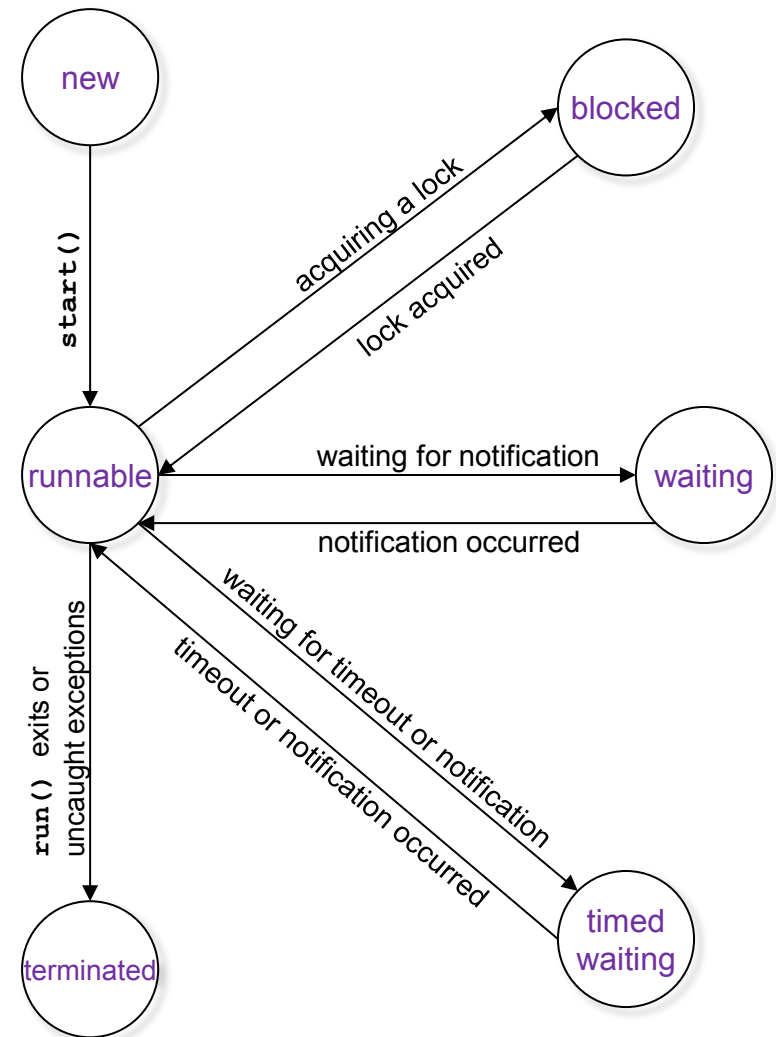 new
blocked
acquiring a lock
start()
lock acquired
runnable
waiting for notification
waiting
notification occurred
waiting for timeout or notification
timeout or notification occurred
run() exits or
uncaught exceptions
timed
waiting
terminated